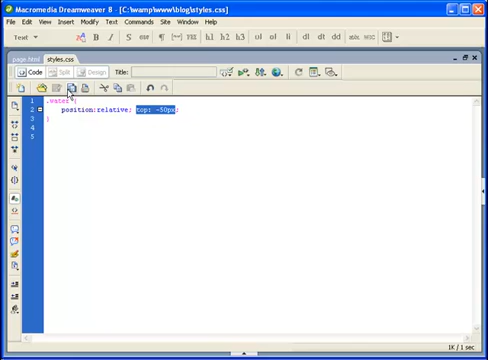 Macromedia Dreamweaver 8 - [C:\wamp\www\blog\styles.css]
File Edit View Insert Modify Text Commands Site Window Help
Text B I S em h1 h2 h3 ul ol li dl dt dd abbr.
page.html styles.css
Code Split Design Title:
1 .water {
2 position:relative; top: -50px;
3 }
4
5
1K / 1 sec